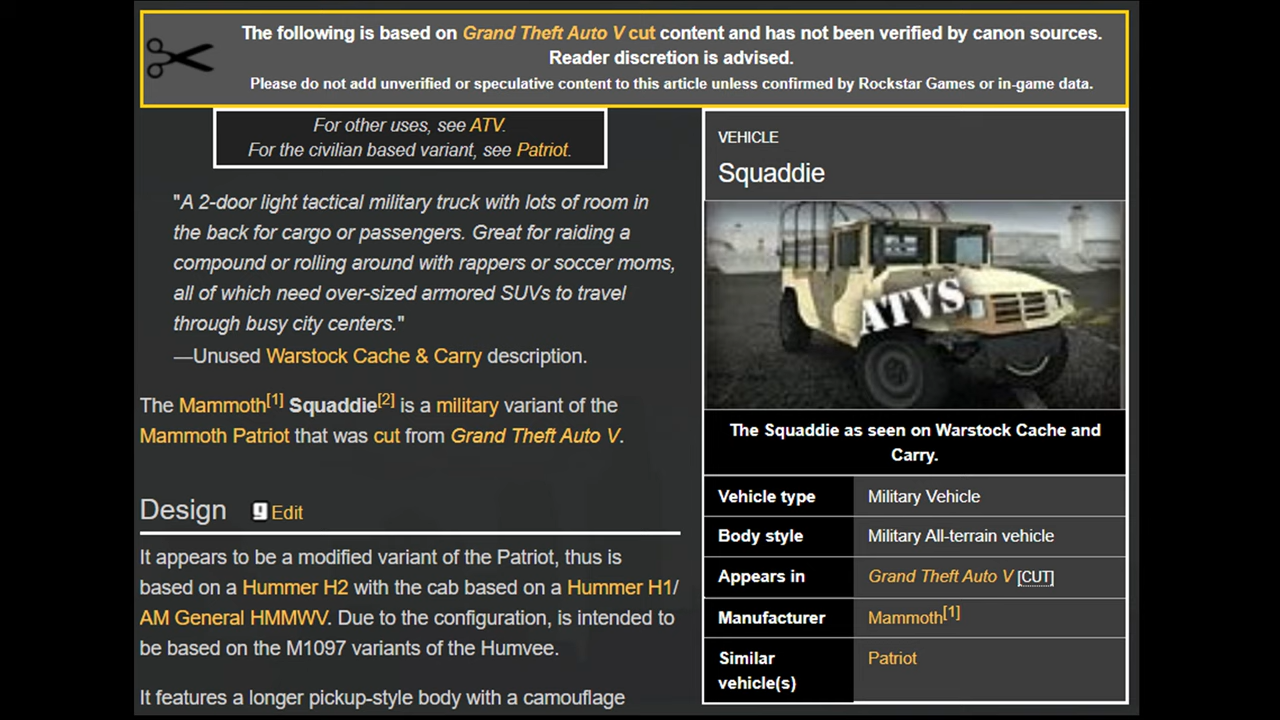 The following is based on Grand Theft Auto V cut content and has not been verified by canon sources.
Reader discretion is advised.
Please do not add unverified or speculative content to this article unless confirmed by Rockstar Games or in-game data.
For other uses, see ATV.
For the civilian based variant, see Patriot.
"A 2-door light tactical military truck with lots of room in
the back for cargo or passengers. Great for raiding a
compound or rolling around with rappers or soccer moms,
all of which need over-sized armored SUVs to travel
through busy city centers."
—Unused Warstock Cache & Carry description.
The Mammoth[1] Squaddie[2] is a military variant of the
Mammoth Patriot that was cut from Grand Theft Auto V.
Design Edit
It appears to be a modified variant of the Patriot, thus is
based on a Hummer H2 with the cab based on a Hummer H1/
AM General HMMWV. Due to the configuration, is intended to
be based on the M1097 variants of the Humvee.
It features a longer pickup-style body with a camouflage
VEHICLE
Squaddie
ATVS
The Squaddie as seen on Warstock Cache and
Carry.
Vehicle type Military Vehicle
Body style Military All-terrain vehicle
Appears in Grand Theft Auto V [CUT]
Manufacturer Mammoth[1]
Similar Patriot
vehicle(s)